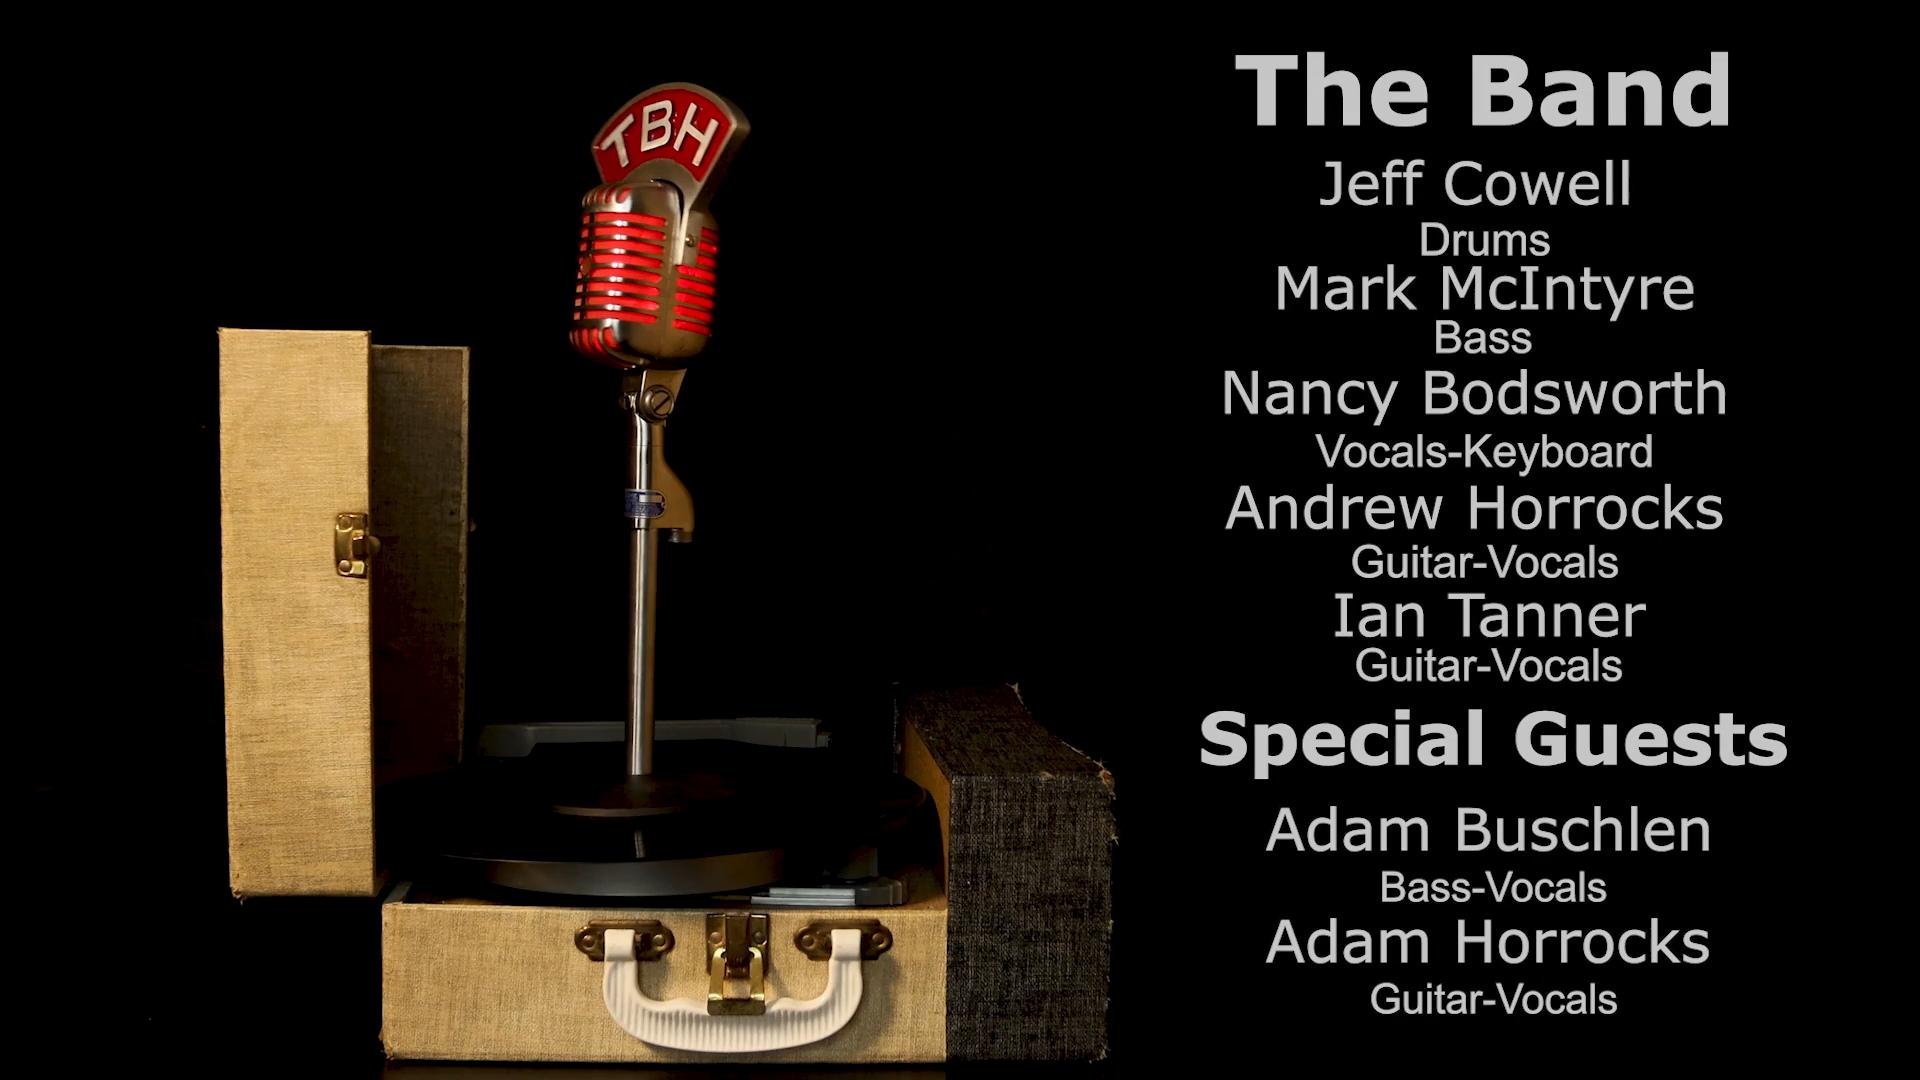 TBH
The Band
Jeff Cowell
Drums
Mark McIntyre
Bass
Nancy Bodsworth
Vocals-Keyboard
Andrew Horrocks
Guitar-Vocals
Ian Tanner
Guitar-Vocals
Special Guests
Adam Buschlen
Bass-Vocals
Adam Horrocks
Guitar-Vocals